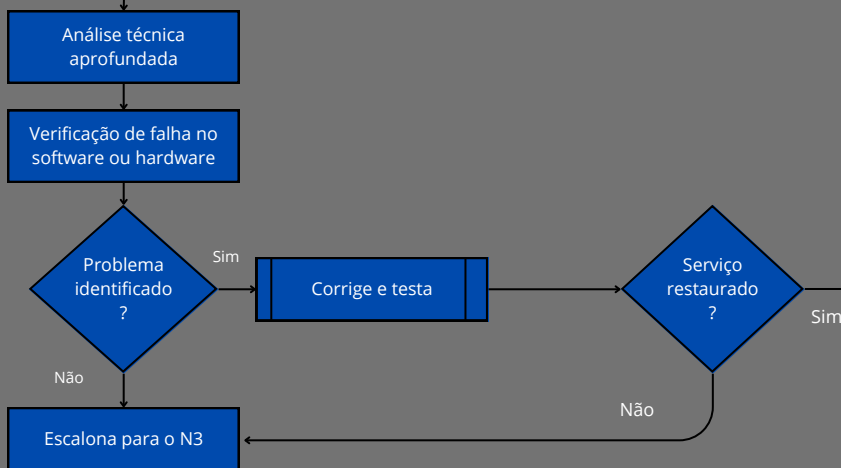 Análise técnica
aprofundada
Verificação de falha no
software ou hardware
Problema
identificado
?
Sim
Corrige e testa
Serviço
restaurado
?
Sim
Não
Não
Escalona para o N3